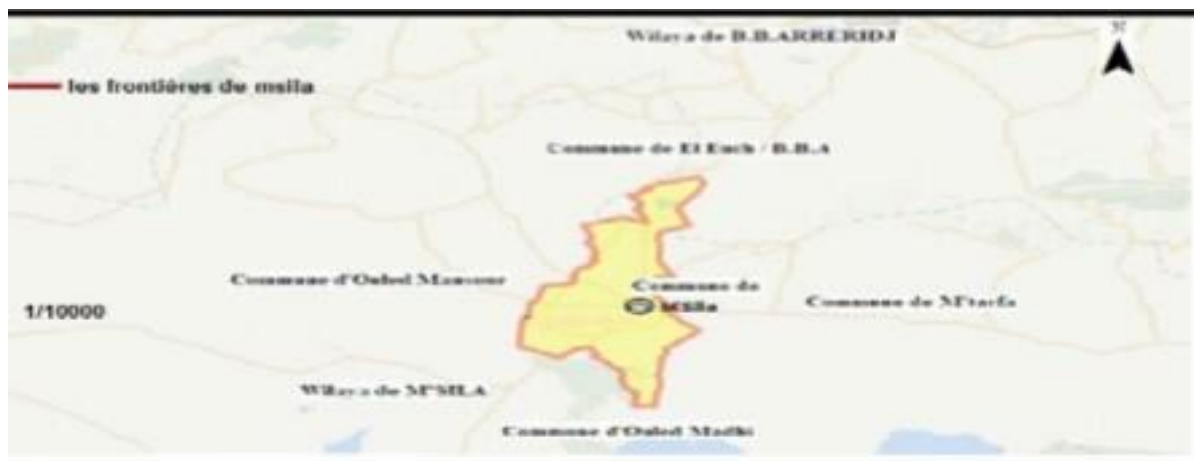 N
Wilaya de B.B.ARRERIDJ
les frontières de msila
Commune de El Euch / B.B.A
Commune d'Ouled Mansour
Commune de
Msila
Commune de M'tarfa
1/10000
Wilaya de M'SILA
Commune d'Ouled Madhi